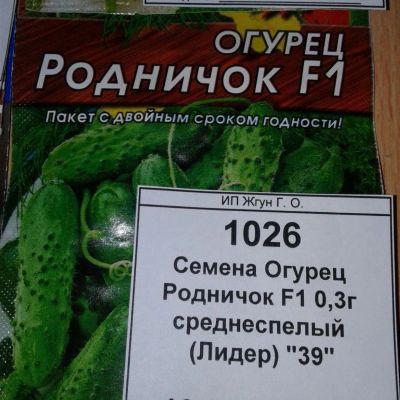 ОГУРЕЦ
Родничок F1
Пакет с двойным сроком годности!
ИП Жгун Г. О.
1026
Семена Огурец
Родничок F1 0,3г
среднеспелый
(Лидер) "39"